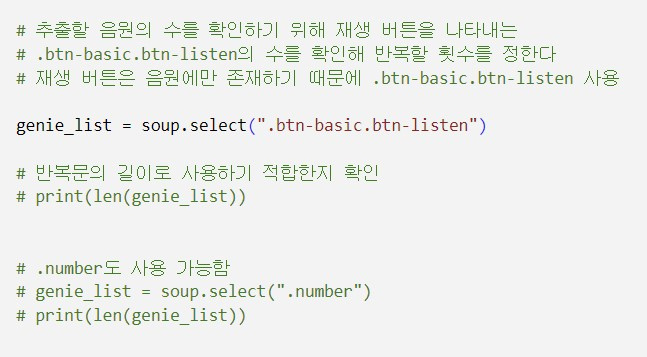 # 추출할 음원의 수를 확인하기 위해 재생 버튼을 나타내는
# .btn-basic.btn-listen의 수를 확인해 반복할 횟수를 정한다
# 재생 버튼은 음원에만 존재하기 때문에 .btn-basic.btn-listen 사용
genie_list = soup.select(".btn-basic.btn-listen")
# 반복문의 길이로 사용하기 적합한지 확인
# print(len(genie_list))
# .number도 사용 가능함
# genie_list = soup.select(".number")
# print(len(genie_list))